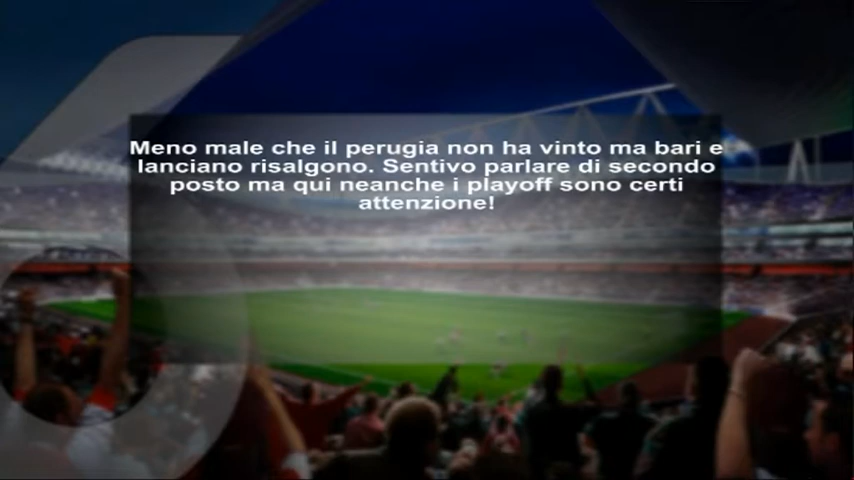 Meno male che il perugia non ha vinto ma bari e
lanciano risalgono. Sentivo parlare di secondo
posto ma qui neanche i playoff sono certi
attenzione!